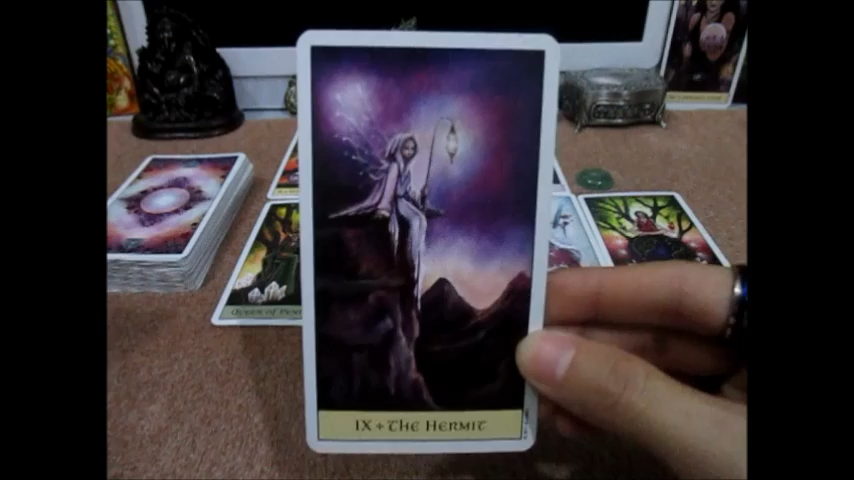 IX + The Hermit
Queen of